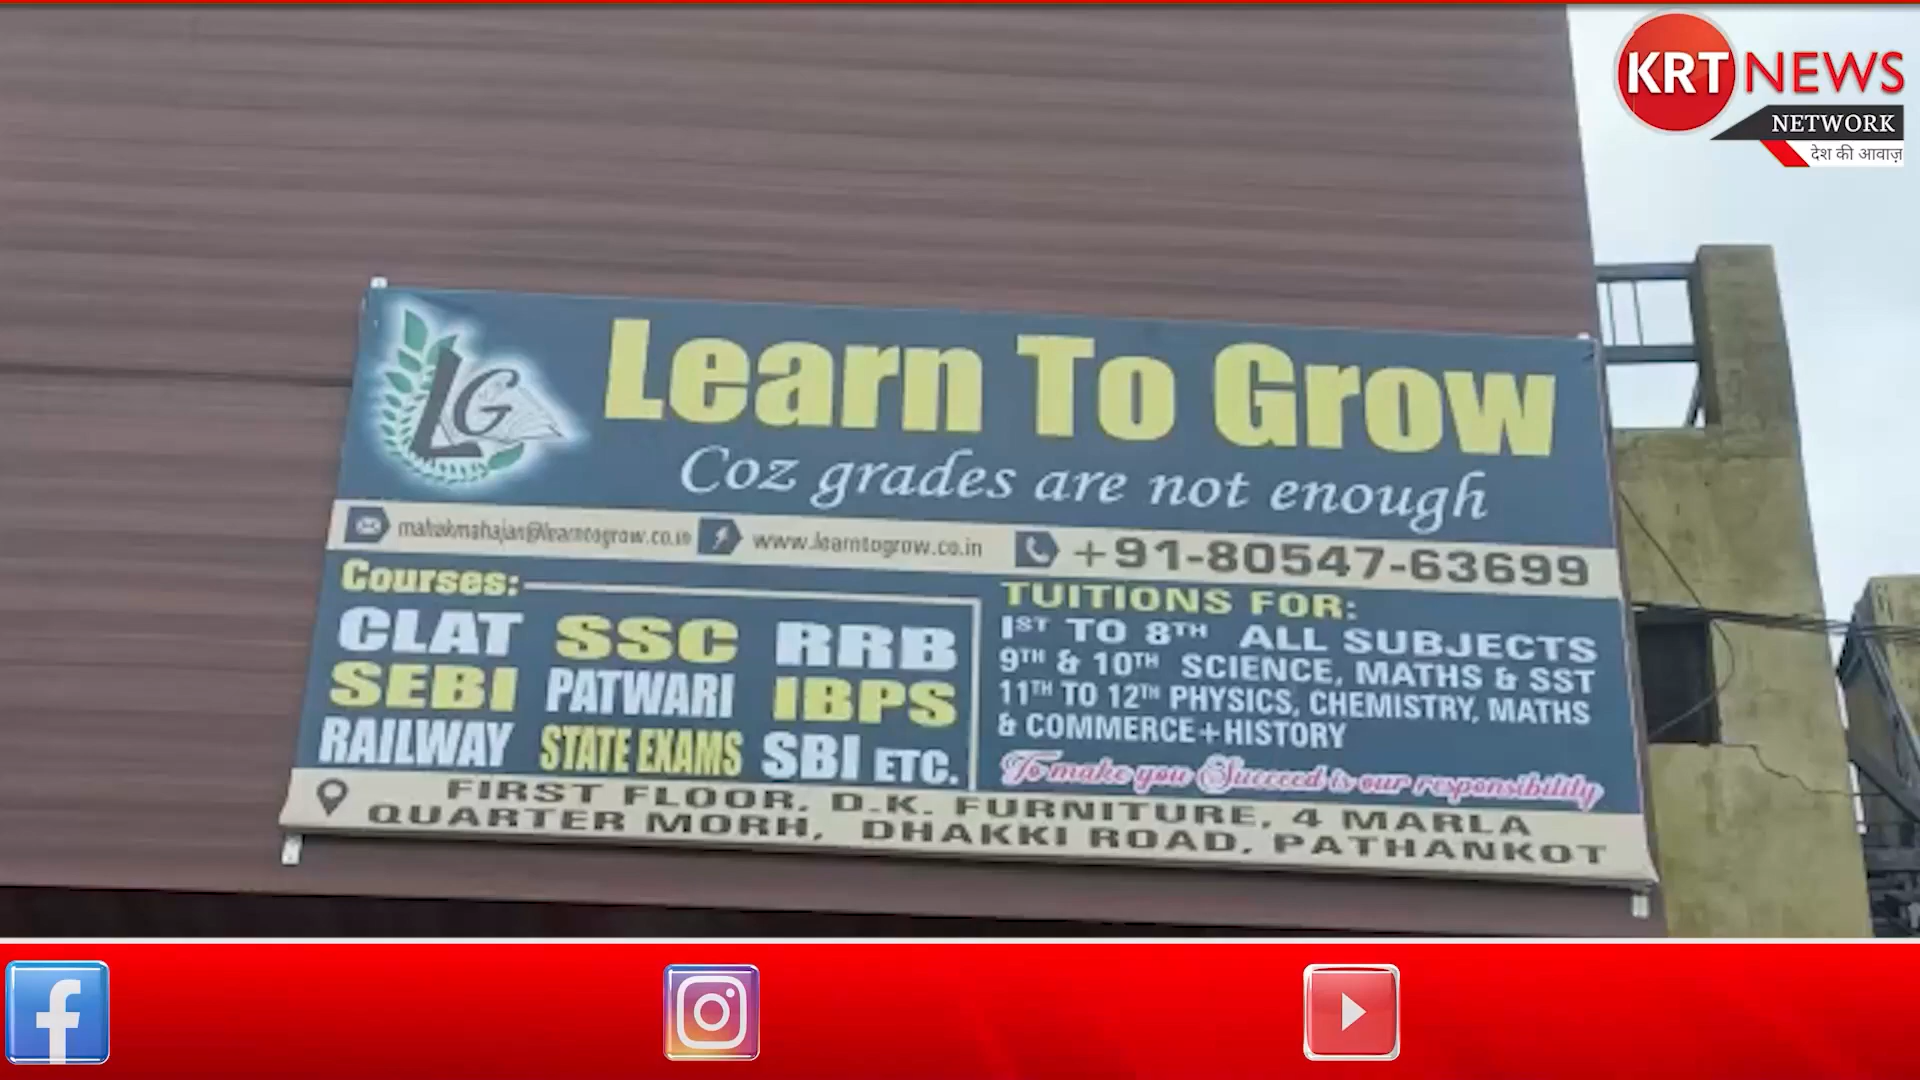 KRT NEWS
NETWORK
देश की आवाज़
LG
Learn To Grow
Coz grades are not enough
mahakmahajan@learntogrow.co.in www.learntogrow.co.in +91-80547-63699
Courses:
CLAT SSC RRB
SEBI PATWARI IBPS
RAILWAY STATE EXAMS SBI ETC.
TUITIONS FOR:
1ST TO 8TH ALL SUBJECTS
9TH & 10TH SCIENCE, MATHS & SST
11TH TO 12TH PHYSICS, CHEMISTRY, MATHS
& COMMERCE+HISTORY
To make you Succeed is our responsibility
FIRST FLOOR, D.K. FURNITURE, 4 MARLA
QUARTER MORH, DHAKKI ROAD, PATHANKOT